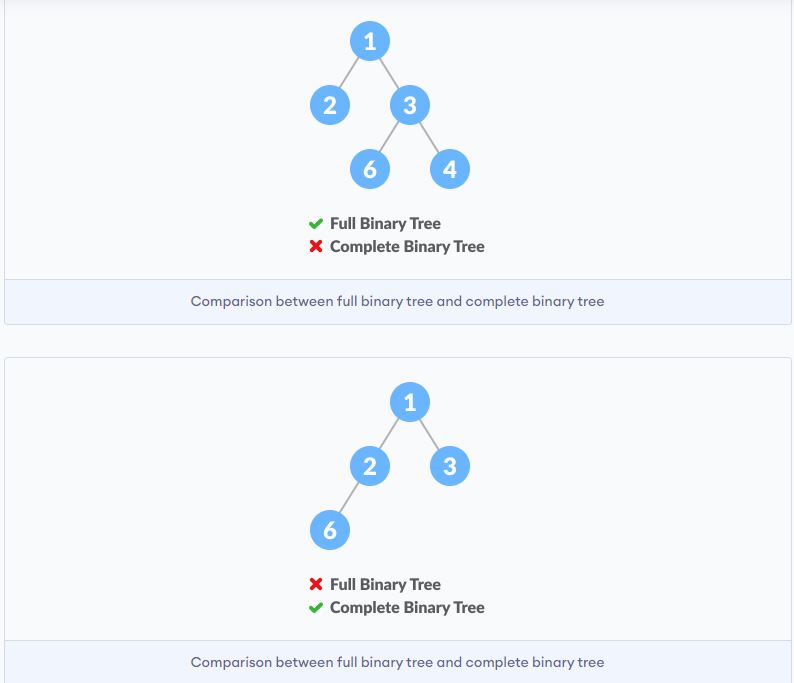 1
2 3
6 4
Full Binary Tree
Complete Binary Tree
Comparison between full binary tree and complete binary tree
1
2 3
6
Full Binary Tree
Complete Binary Tree
Comparison between full binary tree and complete binary tree